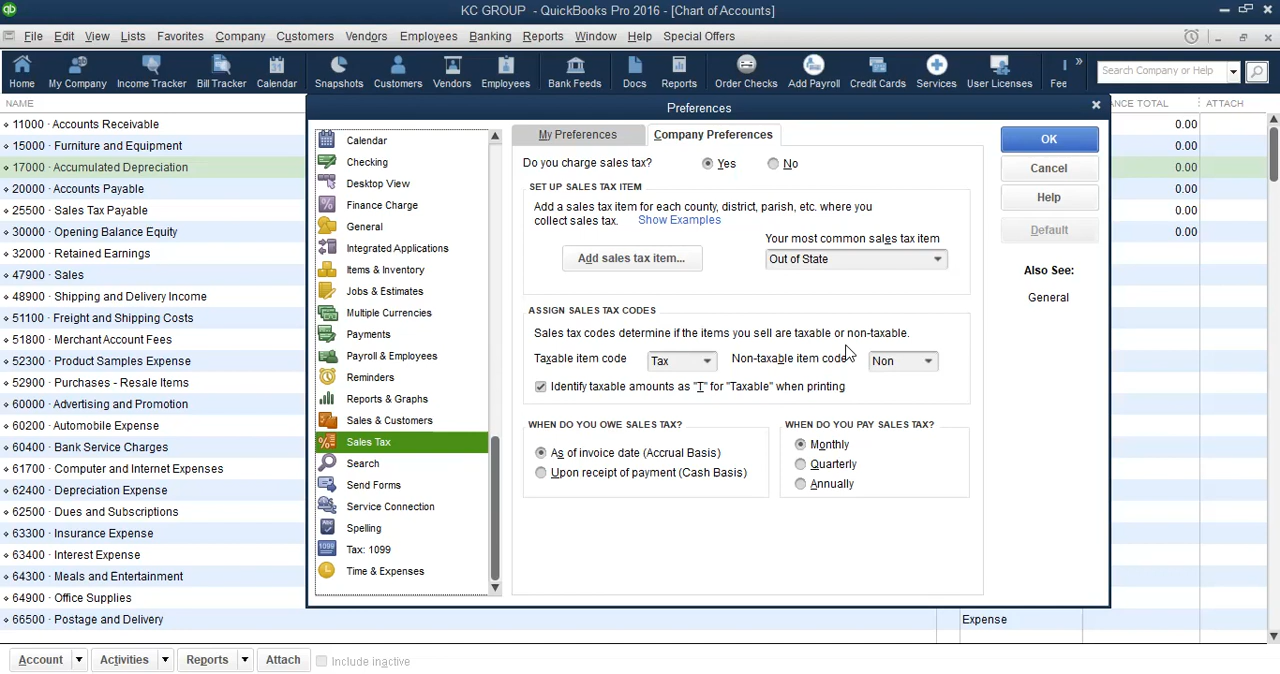 KC GROUP - QuickBooks Pro 2016 - [Chart of Accounts]
File Edit View Lists Favorites Company Customers Vendors Employees Banking Reports Window Help Special Offers
Home My Company Income Tracker Bill Tracker Calendar Snapshots Customers Vendors Employees Bank Feeds Docs Reports Order Checks Add Payroll Credit Cards Services User Licenses Fee » Search Company or Help
NAME
ANCE TOTAL ATTACH
11000 · Accounts Receivable
15000 · Furniture and Equipment
17000 · Accumulated Depreciation
20000 · Accounts Payable
25500 · Sales Tax Payable
30000 · Opening Balance Equity
32000 · Retained Earnings
47900 · Sales
48900 · Shipping and Delivery Income
51100 · Freight and Shipping Costs
51800 · Merchant Account Fees
52300 · Product Samples Expense
52900 · Purchases - Resale Items
60000 · Advertising and Promotion
60200 · Automobile Expense
60400 · Bank Service Charges
61700 · Computer and Internet Expenses
62400 · Depreciation Expense
62500 · Dues and Subscriptions
63300 · Insurance Expense
63400 · Interest Expense
64300 · Meals and Entertainment
64900 · Office Supplies
66500 · Postage and Delivery
Expense
0.00
0.00
0.00
0.00
0.00
0.00
Preferences
Calendar
Checking
Desktop View
Finance Charge
General
Integrated Applications
Items & Inventory
Jobs & Estimates
Multiple Currencies
Payments
Payroll & Employees
Reminders
Reports & Graphs
Sales & Customers
Sales Tax
Search
Send Forms
Service Connection
Spelling
Tax: 1099
Time & Expenses
My Preferences Company Preferences
Do you charge sales tax? Yes No
SET UP SALES TAX ITEM
Add a sales tax item for each county, district, parish, etc. where you
collect sales tax. Show Examples
Your most common sales tax item
Add sales tax item... Out of State
ASSIGN SALES TAX CODES
Sales tax codes determine if the items you sell are taxable or non-taxable.
Taxable item code Tax Non-taxable item code Non
Identify taxable amounts as "T" for "Taxable" when printing
WHEN DO YOU OWE SALES TAX?
As of invoice date (Accrual Basis)
Upon receipt of payment (Cash Basis)
WHEN DO YOU PAY SALES TAX?
Monthly
Quarterly
Annually
OK
Cancel
Help
Default
Also See:
General
Account Activities Reports Attach Include inactive